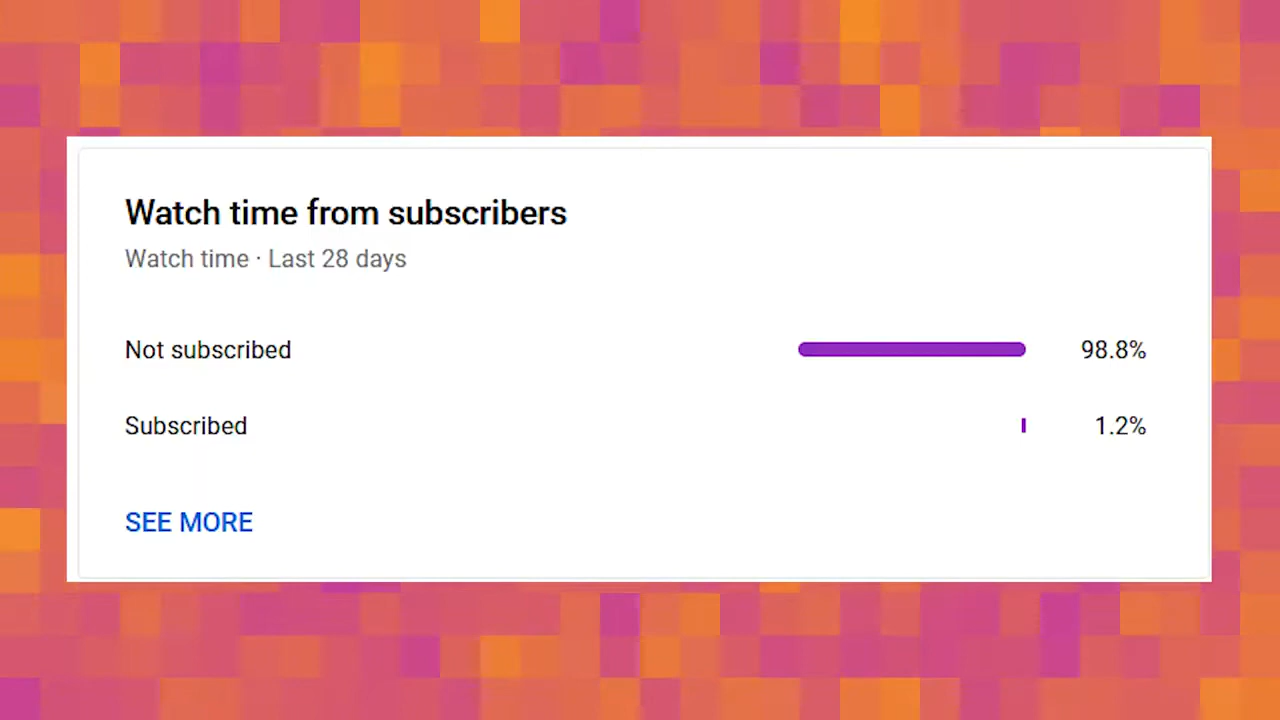 Watch time from subscribers
Watch time · Last 28 days
Not subscribed 98.8%
Subscribed 1.2%
SEE MORE